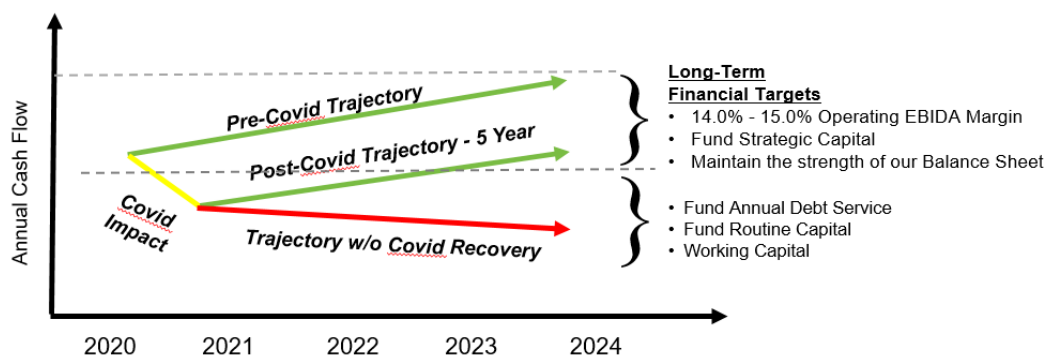 Annual Cash Flow
Pre-Covid Trajectory
Post-Covid Trajectory - 5 Year
Covid
Impact
Trajectory w/o Covid Recovery
Long-Term
Financial Targets
• 14.0% - 15.0% Operating EBIDA Margin
• Fund Strategic Capital
• Maintain the strength of our Balance Sheet
• Fund Annual Debt Service
• Fund Routine Capital
• Working Capital
2020 2021 2022 2023 2024